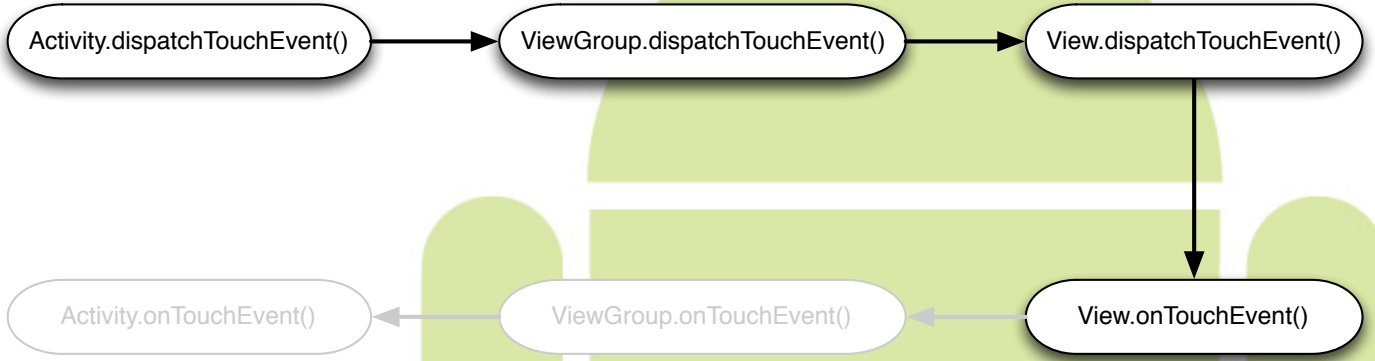 Activity.dispatchTouchEvent()
ViewGroup.dispatchTouchEvent()
View.dispatchTouchEvent()
Activity.onTouchEvent()
ViewGroup.onTouchEvent()
View.onTouchEvent()